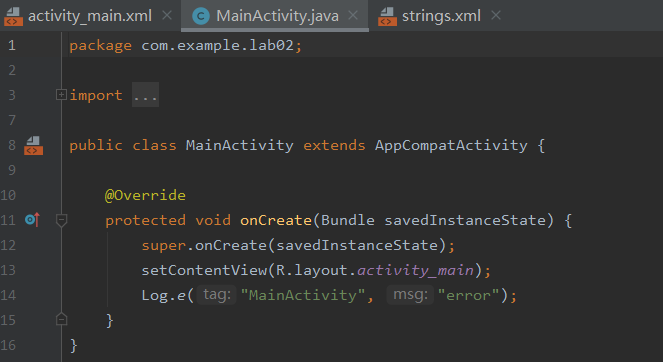 activity_main.xml MainActivity.java strings.xml
1 package com.example.lab02;
2
3 import ...
7
8 public class MainActivity extends AppCompatActivity {
9
10 @Override
11 protected void onCreate(Bundle savedInstanceState) {
12 super.onCreate(savedInstanceState);
13 setContentView(R.layout.activity_main);
14 Log.e( tag: "MainActivity", msg: "error");
15 }
16 }